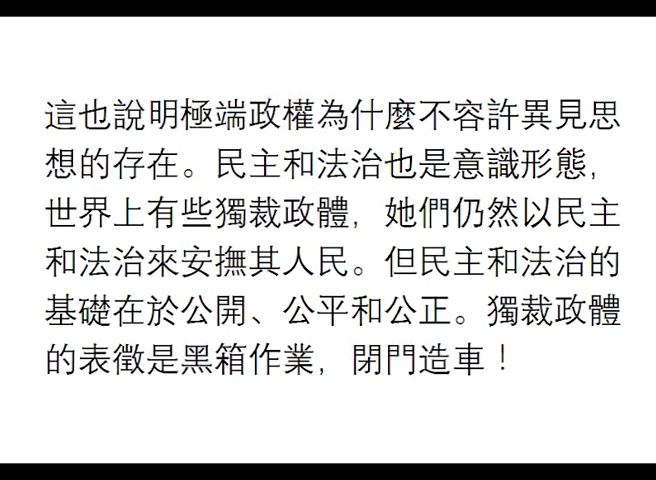 這也說明極端政權為什麼不容許異見思
想的存在。民主和法治也是意識形態，
世界上有些獨裁政體，她們仍然以民主
和法治來安撫其人民。但民主和法治的
基礎在於公開、公平和公正。獨裁政體
的表徵是黑箱作業，閉門造車！